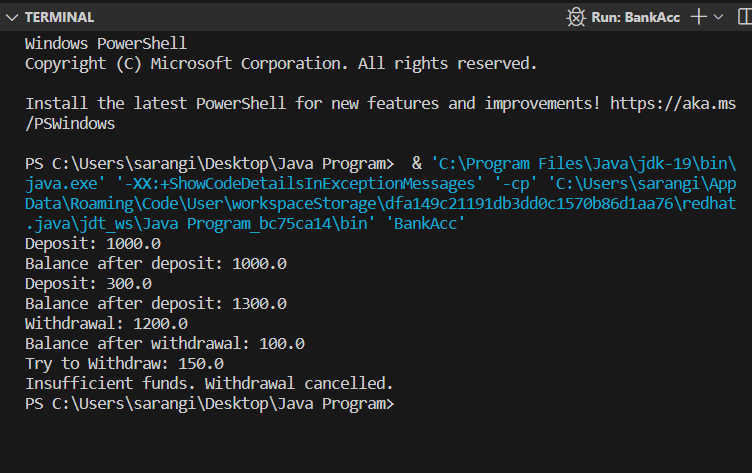 TERMINAL
Run: BankAcc
Windows PowerShell
Copyright (C) Microsoft Corporation. All rights reserved.
Install the latest PowerShell for new features and improvements! https://aka.ms
/PSWindows
PS C:\Users\sarangi\Desktop\Java Program>  & 'C:\Program Files\Java\jdk-19\bin\
java.exe' '-XX:+ShowCodeDetailsInExceptionMessages' '-cp' 'C:\Users\sarangi\App
Data\Roaming\Code\User\workspaceStorage\dfa149c21191db3dd0c1570b86d1aa76\redhat
.java\jdt_ws\Java Program_bc75ca14\bin' 'BankAcc'
Deposit: 1000.0
Balance after deposit: 1000.0
Deposit: 300.0
Balance after deposit: 1300.0
Withdrawal: 1200.0
Balance after withdrawal: 100.0
Try to Withdraw: 150.0
Insufficient funds. Withdrawal cancelled.
PS C:\Users\sarangi\Desktop\Java Program>